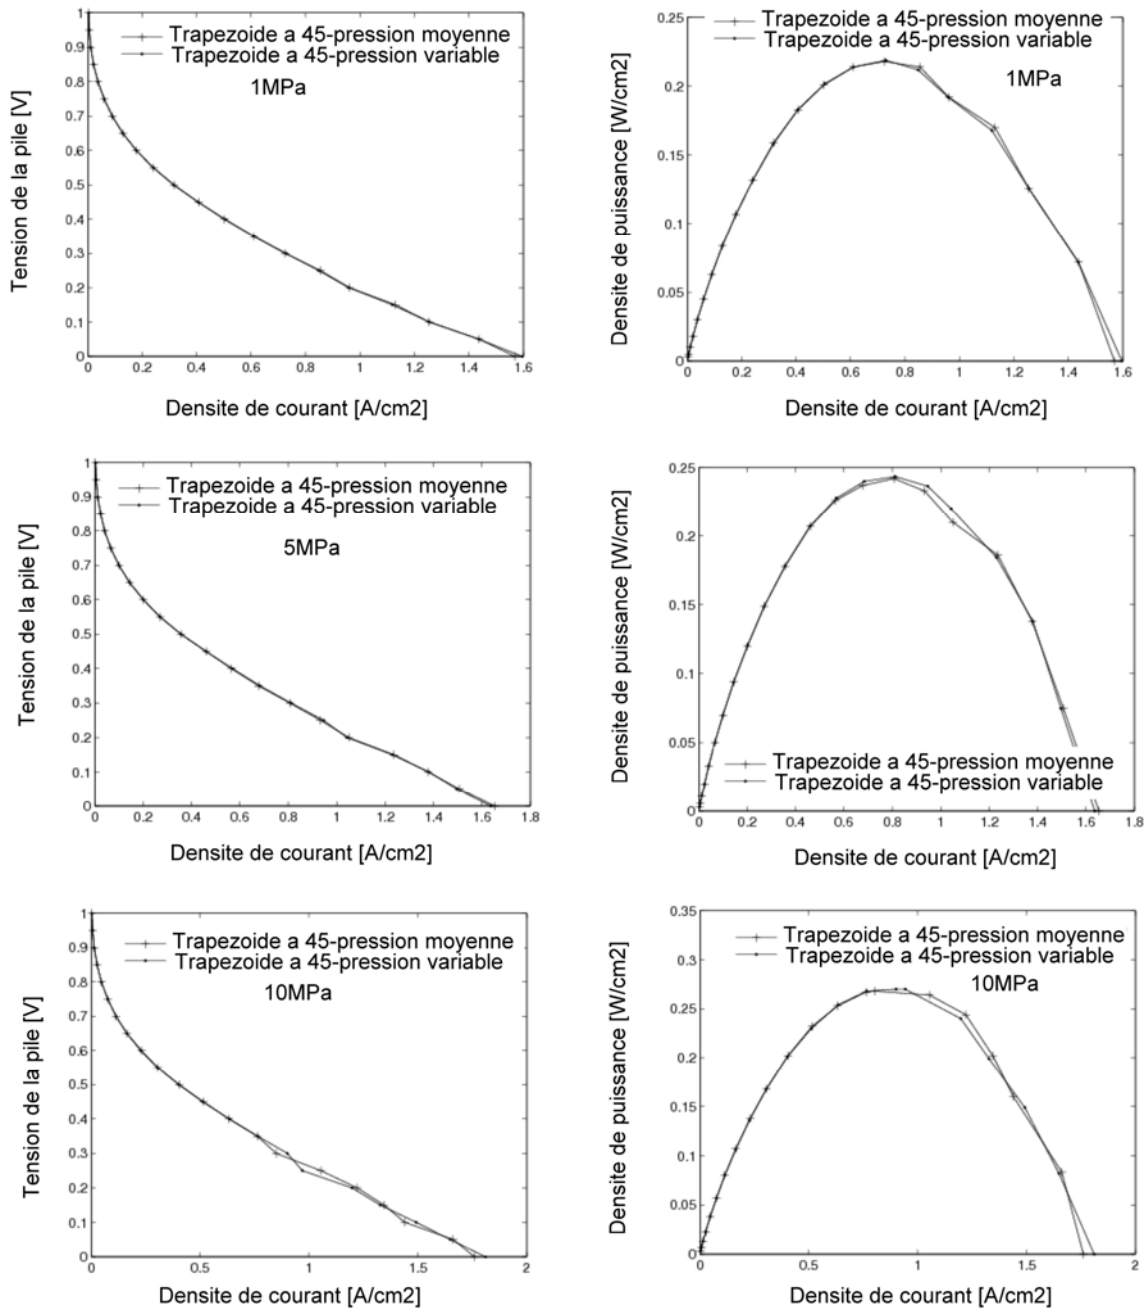 Tension de la pile [V]
1
0.9
0.8
0.7
0.6
0.5
0.4
0.3
0.2
0.1
0
Trapezoide a 45-pression moyenne
Trapezoide a 45-pression variable
1MPa
0 0.2 0.4 0.6 0.8 1 1.2 1.4 1.6
Densite de courant [A/cm2]
Densite de puissance [W/cm2]
0.25
0.2
0.15
0.1
0.05
0
Trapezoide a 45-pression moyenne
Trapezoide a 45-pression variable
1MPa
0 0.2 0.4 0.6 0.8 1 1.2 1.4 1.6
Densite de courant [A/cm2]
Tension de la pile [V]
1
0.9
0.8
0.7
0.6
0.5
0.4
0.3
0.2
0.1
0
Trapezoide a 45-pression moyenne
Trapezoide a 45-pression variable
5MPa
0 0.2 0.4 0.6 0.8 1 1.2 1.4 1.6 1.8
Densite de courant [A/cm2]
Densite de puissance [W/cm2]
0.25
0.2
0.15
0.1
0.05
0
Trapezoide a 45-pression moyenne
Trapezoide a 45-pression variable
0 0.2 0.4 0.6 0.8 1 1.2 1.4 1.6 1.8
Densite de courant [A/cm2]
Tension de la pile [V]
1
0.9
0.8
0.7
0.6
0.5
0.4
0.3
0.2
0.1
0
Trapezoide a 45-pression moyenne
Trapezoide a 45-pression variable
10MPa
0 0.5 1 1.5 2
Densite de courant [A/cm2]
Densite de puissance [W/cm2]
0.35
0.3
0.25
0.2
0.15
0.1
0.05
0
Trapezoide a 45-pression moyenne
Trapezoide a 45-pression variable
10MPa
0 0.5 1 1.5 2
Densite de courant [A/cm2]